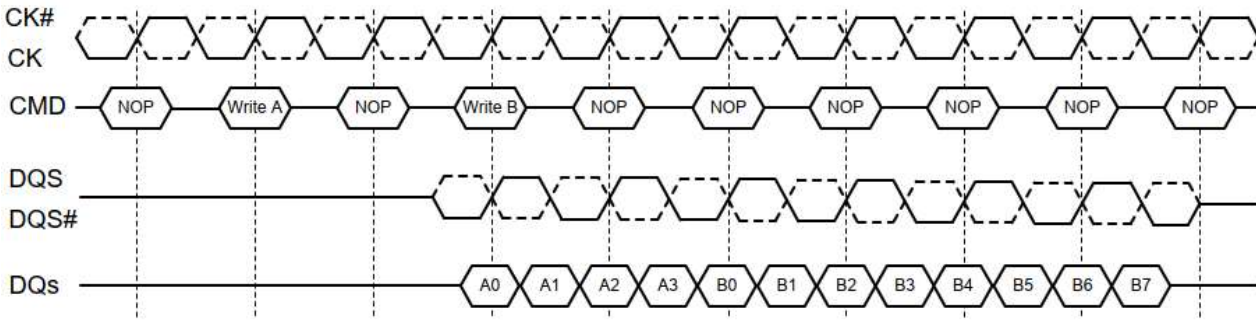 CK#
CK
CMD NOP Write A NOP Write B NOP NOP NOP NOP NOP NOP
DQS
DQS#
DQs A0 A1 A2 A3 B0 B1 B2 B3 B4 B5 B6 B7